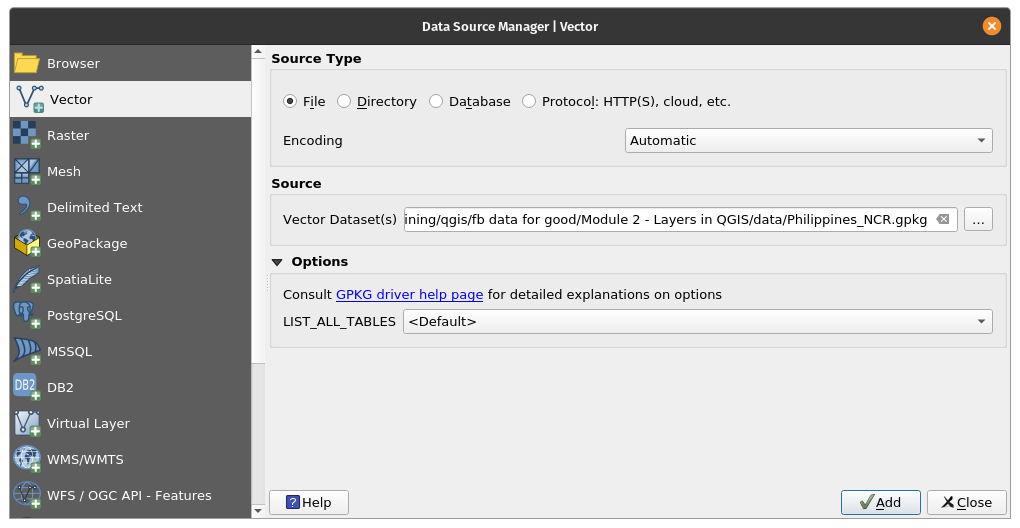 Data Source Manager | Vector
Browser
Vector
Raster
Mesh
Delimited Text
GeoPackage
SpatiaLite
PostgreSQL
MSSQL
DB2
DB2
Virtual Layer
WMS/WMTS
WFS / OGC API - Features
Source Type
File Directory Database Protocol: HTTP(S), cloud, etc.
Encoding Automatic
Source
Vector Dataset(s) ining/qgis/fb data for good/Module 2 - Layers in QGIS/data/Philippines_NCR.gpkg ...
Options
Consult GPKG driver help page for detailed explanations on options
LIST_ALL_TABLES <Default>
? Help Add Close